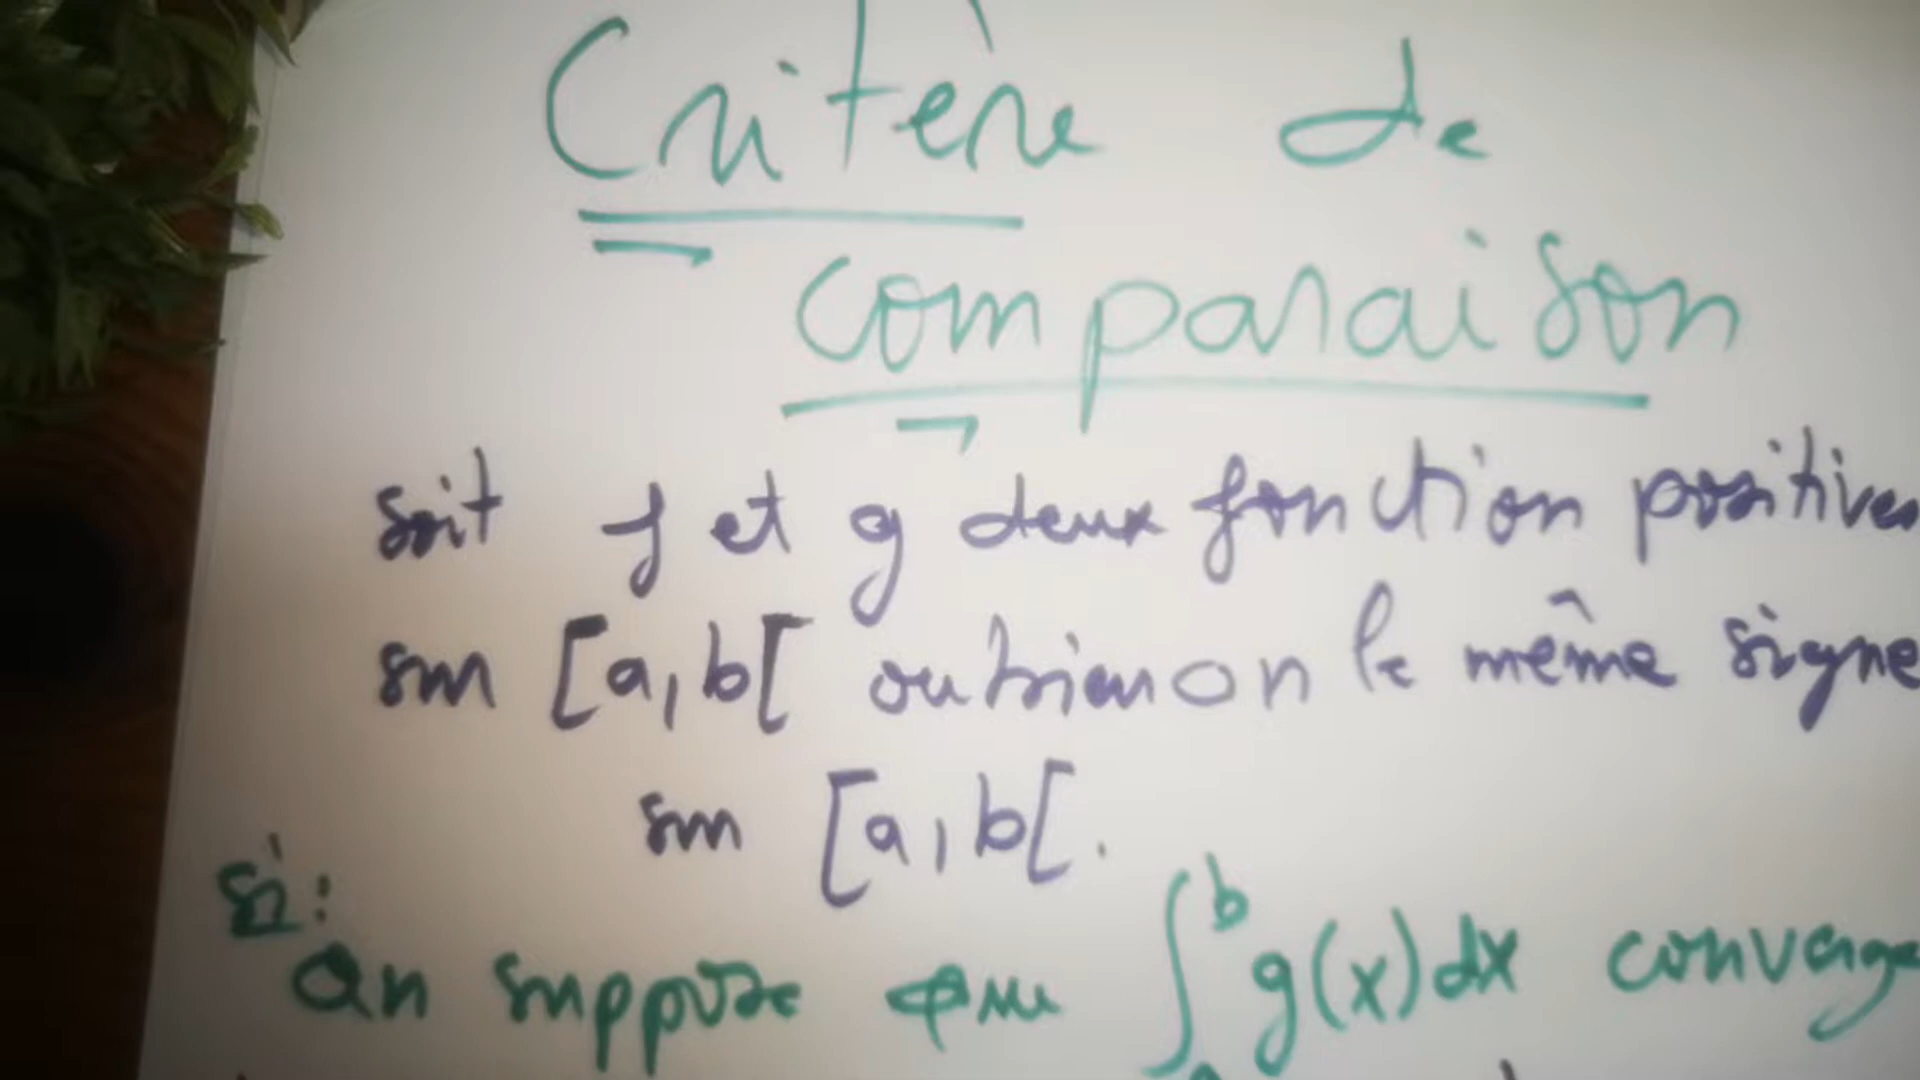 Critère de
comparaison
soit f et g deux fonction positives
sur [a,b[ ou bien on le même signe
sur [a,b[.
si:
on suppose que ∫_a^b g(x)dx converge